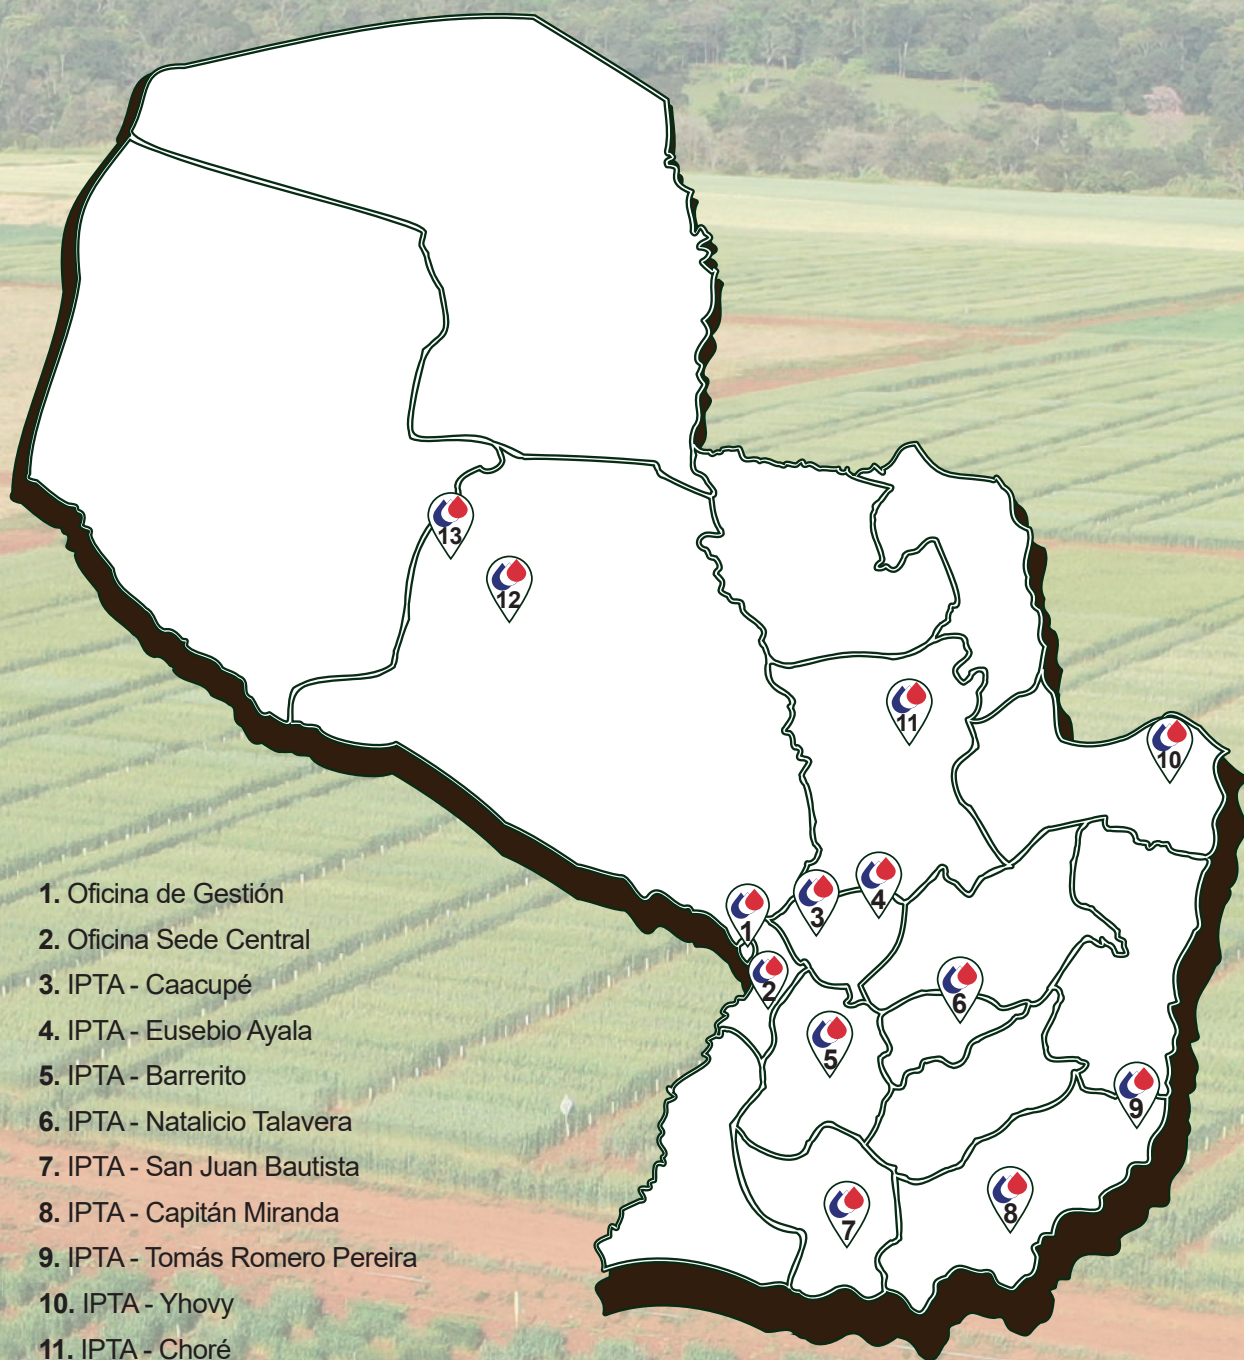 13
12
11
10
4
3
1
2
6
5
9
8
7
1. Oficina de Gestión
2. Oficina Sede Central
3. IPTA - Caacupé
4. IPTA - Eusebio Ayala
5. IPTA - Barrerito
6. IPTA - Natalicio Talavera
7. IPTA - San Juan Bautista
8. IPTA - Capitán Miranda
9. IPTA - Tomás Romero Pereira
10. IPTA - Yhovy
11. IPTA - Choré